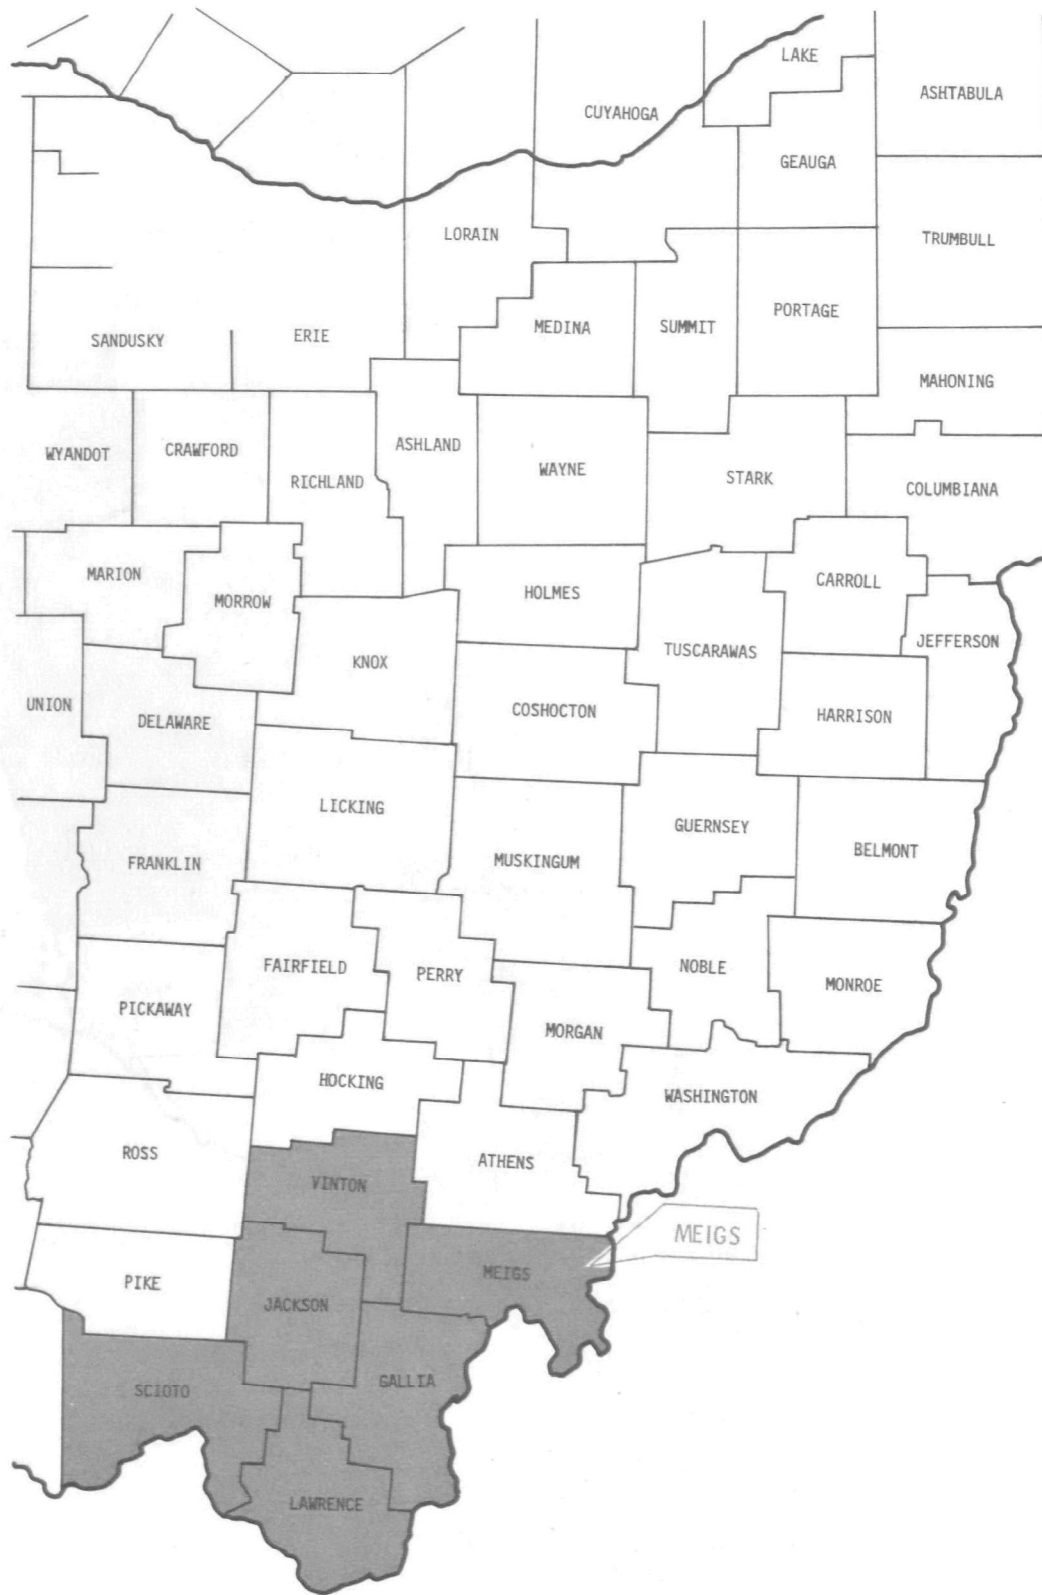 LAKE
ASHTABULA
CUYAHOGA
GEAUGA
LORAIN
TRUMBULL
PORTAGE
MEDINA
SUMMIT
SANDUSKY
ERIE
MAHONING
WYANDOT
CRAWFORD
ASHLAND
RICHLAND
WAYNE
STARK
COLUMBIANA
MARION
MORROW
HOLMES
CARROLL
JEFFERSON
KNOX
TUSCARAWAS
UNION
DELAWARE
COSHOCTON
HARRISON
LICKING
GUERNSEY
FRANKLIN
MUSKINGUM
BELMONT
FAIRFIELD
PERRY
NOBLE
MONROE
PICKAWAY
MORGAN
HOCKING
WASHINGTON
ROSS
VINTON
ATHENS
MEIGS
PIKE
JACKSON
MEIGS
SCIOTO
GALLIA
LAWRENCE